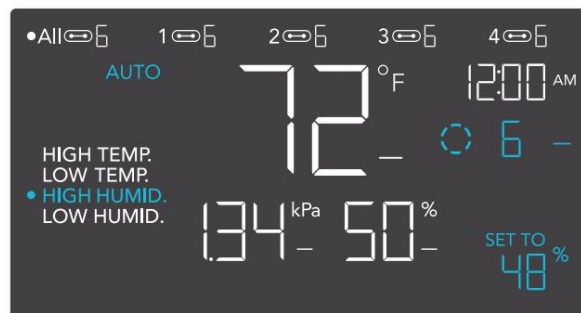 •All 6 1 6 2 6 3 6 4 6
AUTO 72 °F 12:00 AM
6 –
HIGH TEMP.
LOW TEMP.
• HIGH HUMID.
LOW HUMID.
1.34 kPa 50 %
SET TO
48 %